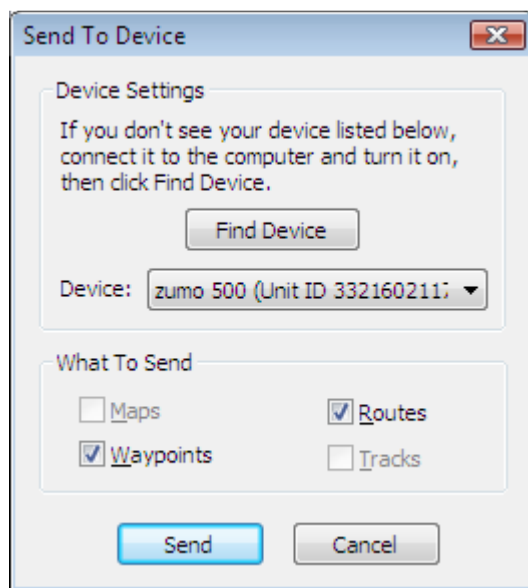 Send To Device
Device Settings
If you don't see your device listed below,
connect it to the computer and turn it on,
then click Find Device.
Find Device
Device: zumo 500 (Unit ID 3321602117
What To Send
Maps
Routes
Waypoints
Tracks
Send
Cancel